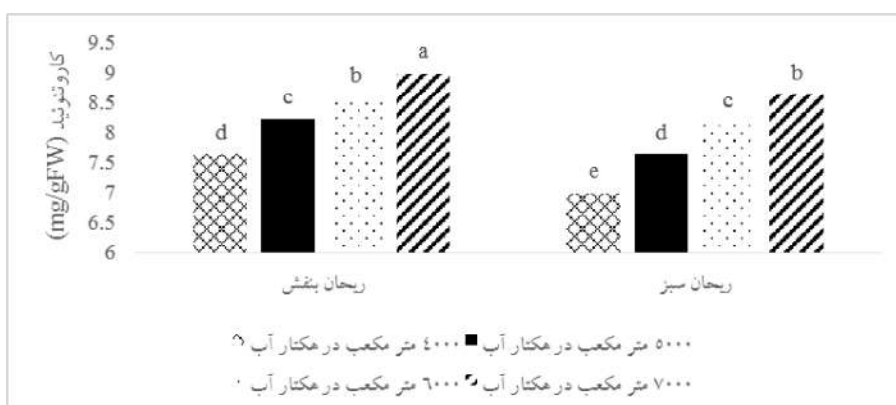 کاروتنوئید (mg/gFW)
9.5
9
8.5
8
7.5
7
6.5
6
d
c
b
a
e
d
c
b
ریحان بنفش
ریحان سبز
۴۰۰۰ متر مکعب در هکتار آب
۵۰۰۰ متر مکعب در هکتار آب
۶۰۰۰ متر مکعب در هکتار آب
۷۰۰۰ متر مکعب در هکتار آب